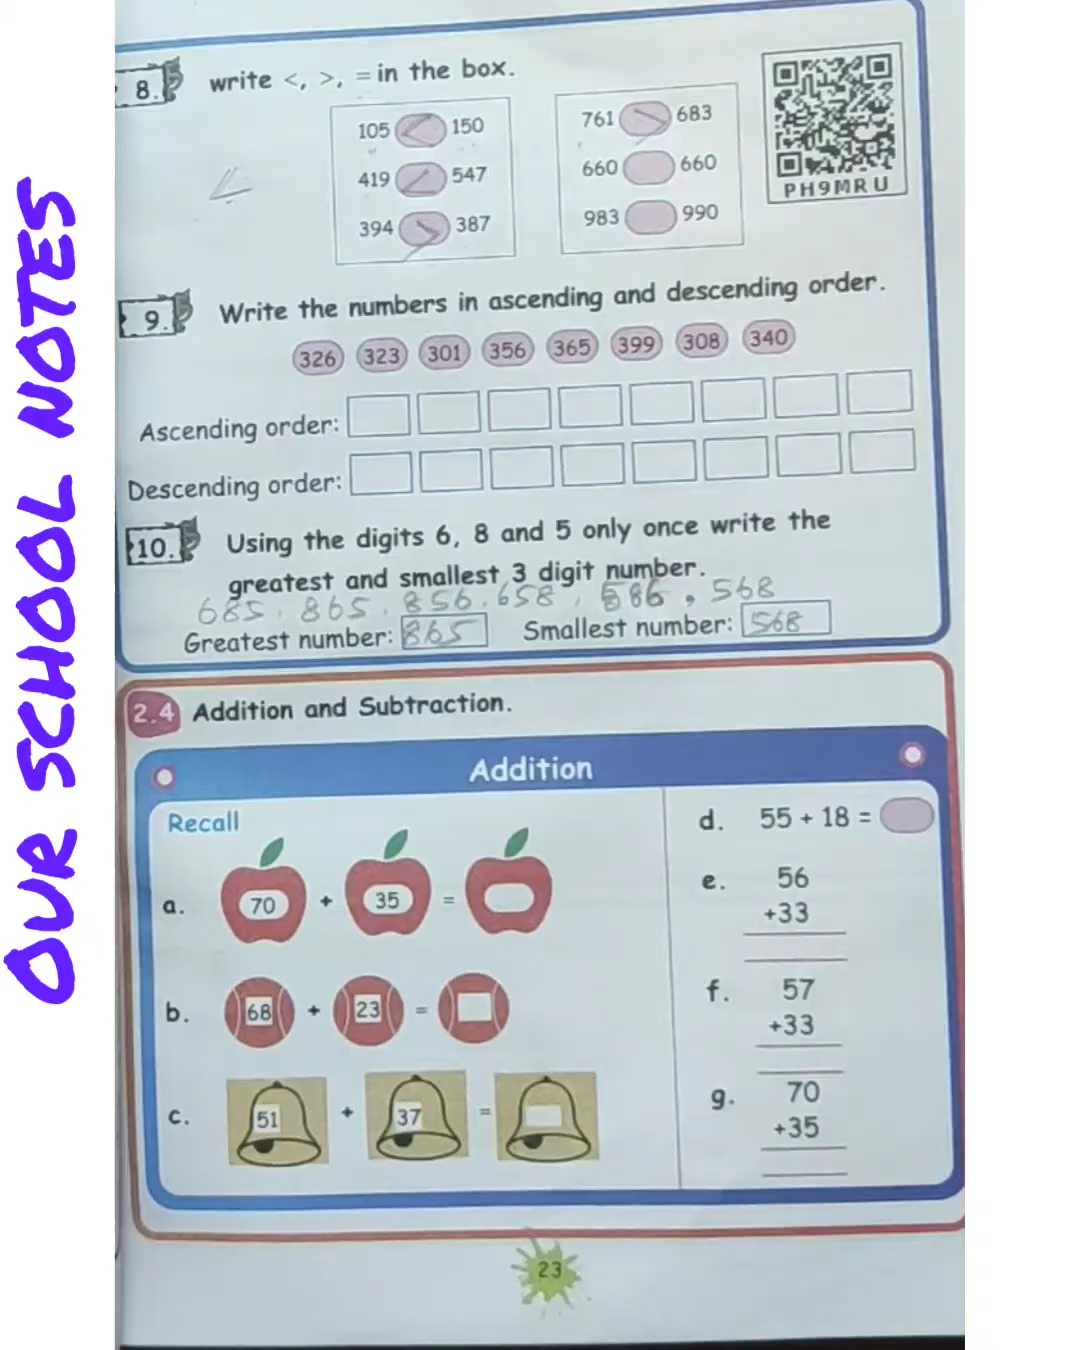 OUR SCHOOL NOTES
8. write <, >, = in the box.
105 < 150
419 < 547
394 > 387
761 > 683
660 660
983 990
<
PH9MRU
9. Write the numbers in ascending and descending order.
326 323 301 356 365 399 308 340
Ascending order:
Descending order:
10. Using the digits 6, 8 and 5 only once write the
greatest and smallest 3 digit number.
685, 865, 856, 658, 586, 568
Greatest number: 865 Smallest number: 568
2.4 Addition and Subtraction.
Addition
Recall
a. 70 + 35 =
b. 68 + 23 =
c. 51 + 37 =
d. 55 + 18 =
e. 56
+33
f. 57
+33
g. 70
+35
23